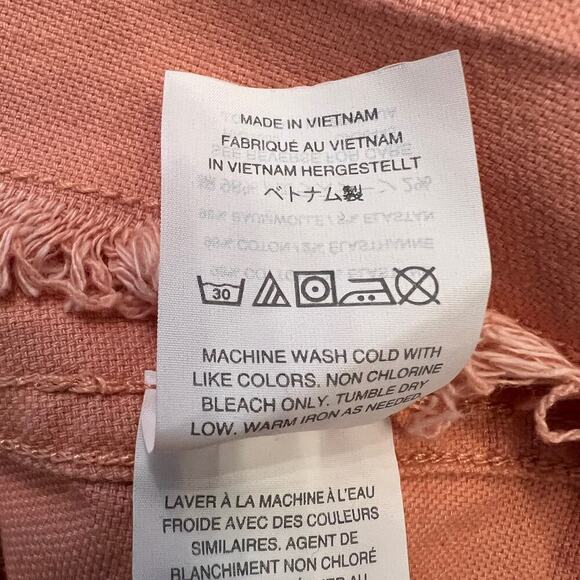 MADE IN VIETNAM
FABRIQUÉ AU VIETNAM
IN VIETNAM HERGESTELLT
ベトナム製
30
MACHINE WASH COLD WITH
LIKE COLORS. NON CHLORINE
BLEACH ONLY. TUMBLE DRY
LOW. WARM IRON AS NEEDED.
LAVER À LA MACHINE À L'EAU
FROIDE AVEC DES COULEURS
SIMILAIRES. AGENT DE
BLANCHIMENT NON CHLORÉ
AU